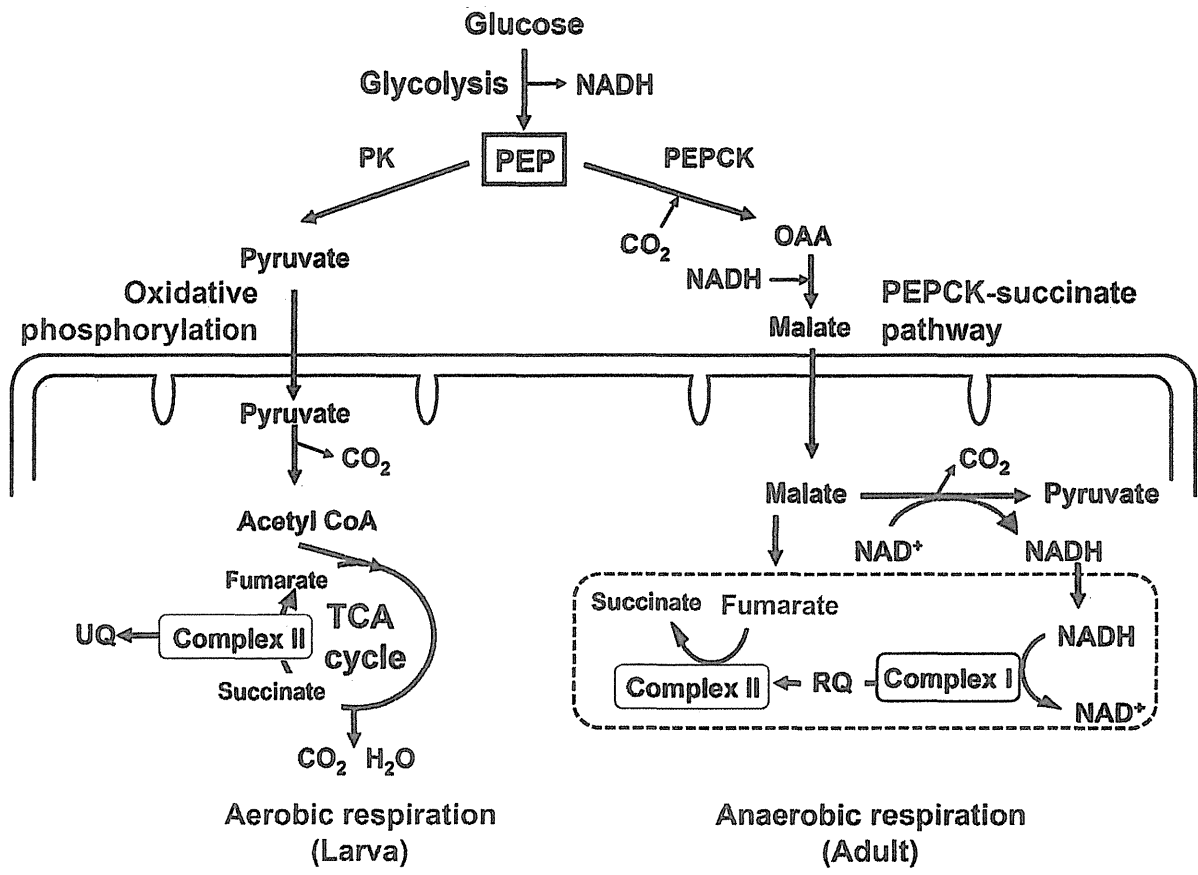 Glucose
Glycolysis
NADH
PK
PEP
PEPCK
CO2
OAA
Pyruvate
NADH
Oxidative
phosphorylation
Malate
PEPCK-succinate
pathway
Pyruvate
CO2
Malate
CO2
Pyruvate
Acetyl CoA
NAD+
NADH
Fumarate
UQ
Complex II
TCA
cycle
Succinate
Succinate
Fumarate
NADH
Complex II
RQ
Complex I
NAD+
CO2 H2O
Aerobic respiration
(Larva)
Anaerobic respiration
(Adult)